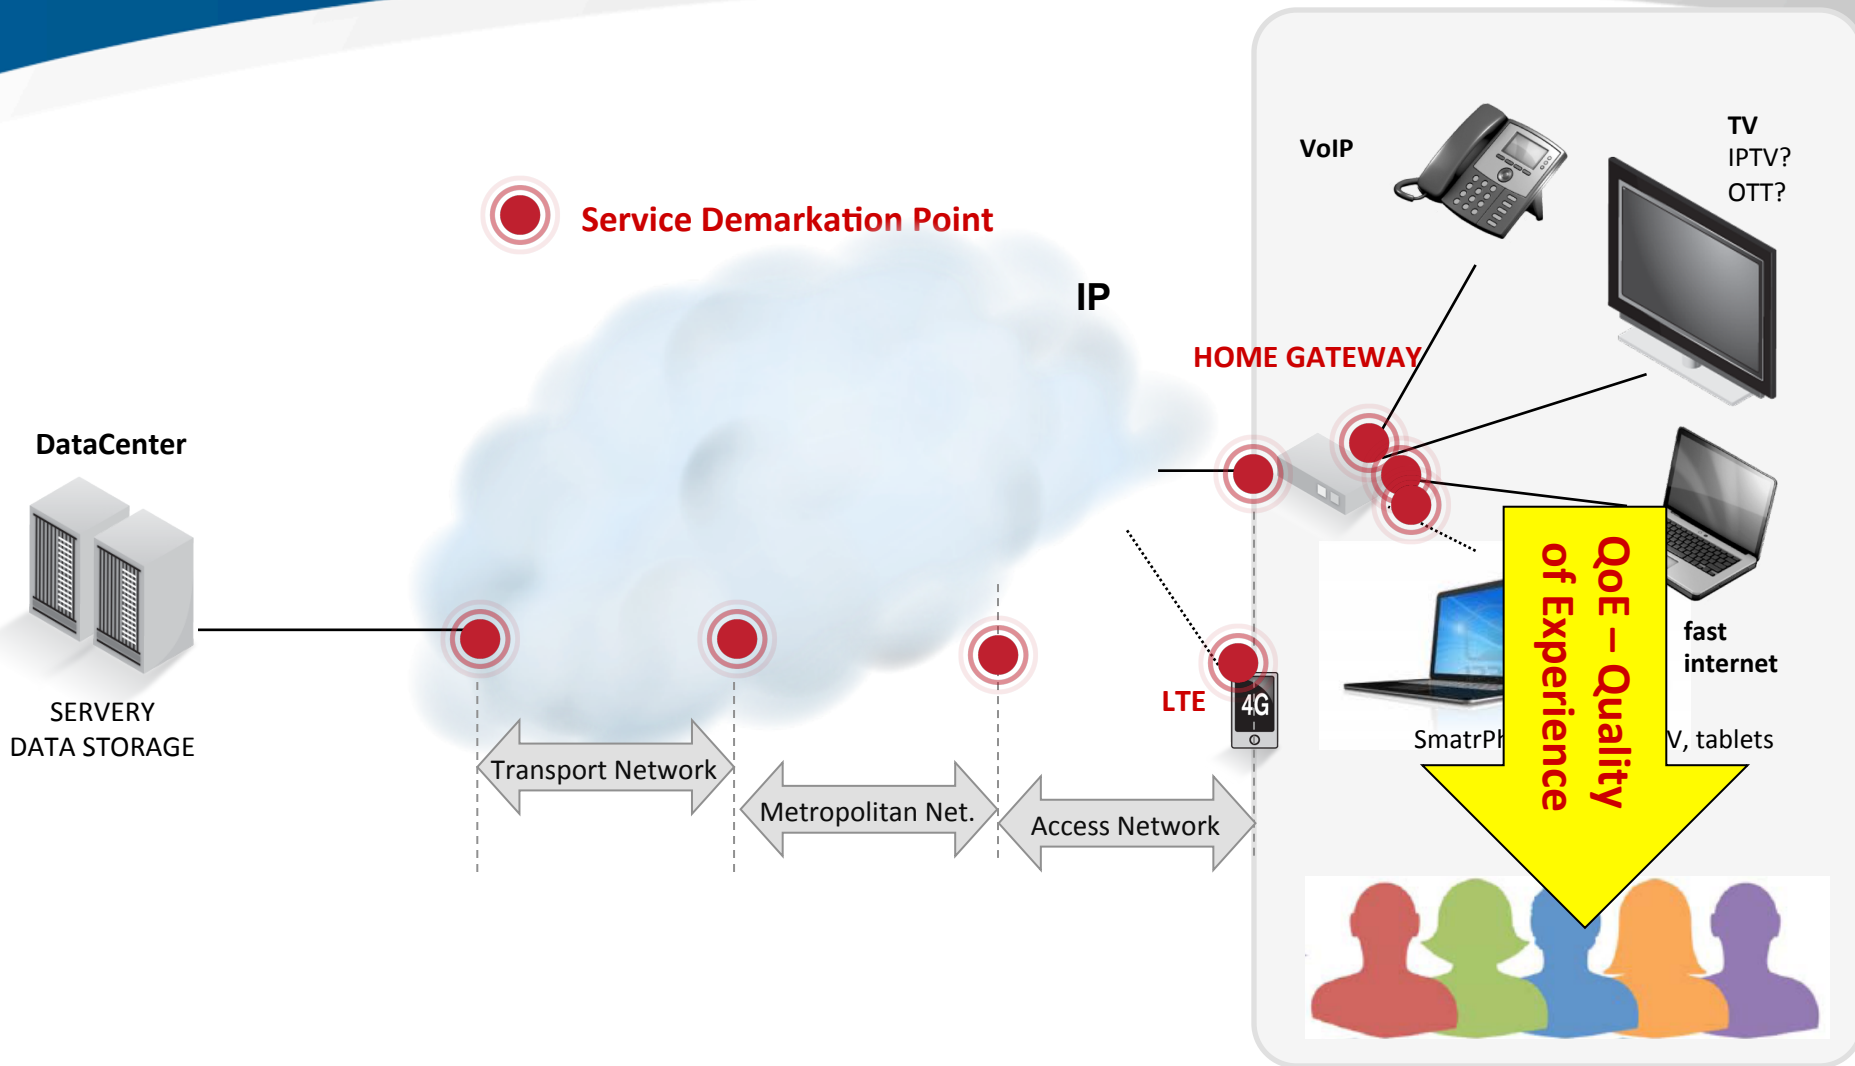 VoIP
TV
IPTV?
OTT?
Service Demarkation Point
IP
HOME GATEWAY
DataCenter
SERVERY
DATA STORAGE
LTE
4G
fast
internet
SmatrPh
V, tablets
QoE – Quality
of Experience
Transport Network
Metropolitan Net.
Access Network